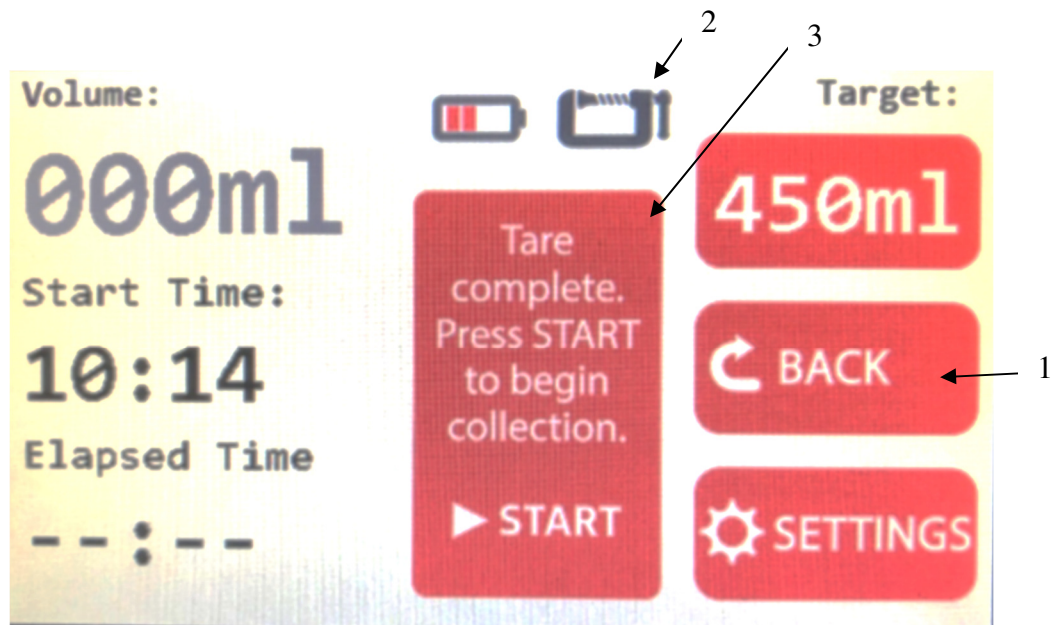 2
3
Volume:
Target:
000ml
450ml
Tare
complete.
Press START
to begin
collection.
START
Start Time:
10:14
BACK
1
Elapsed Time
--:--
SETTINGS